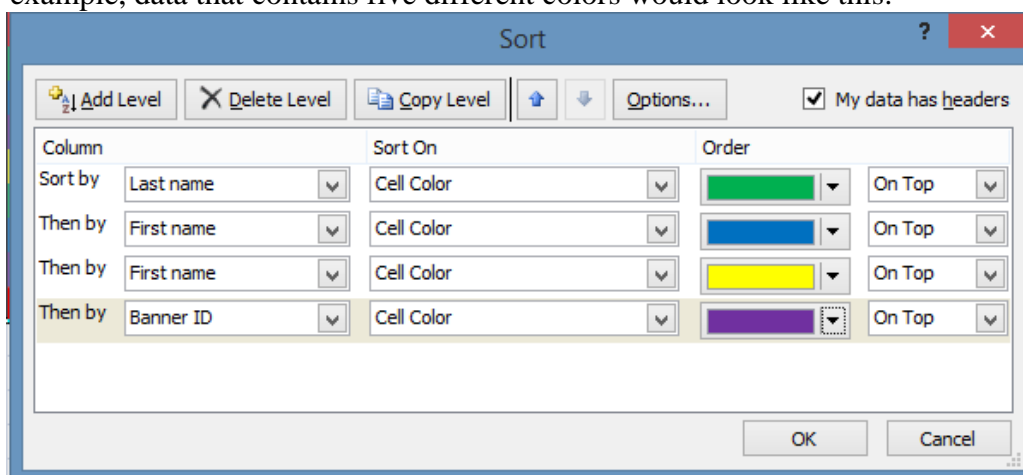 example, data that contains five different colors would look like this:
Sort
?
Add Level Delete Level Copy Level Options... My data has headers
Column Sort On Order
Sort by Last name Cell Color On Top
Then by First name Cell Color On Top
Then by First name Cell Color On Top
Then by Banner ID Cell Color On Top
OK Cancel